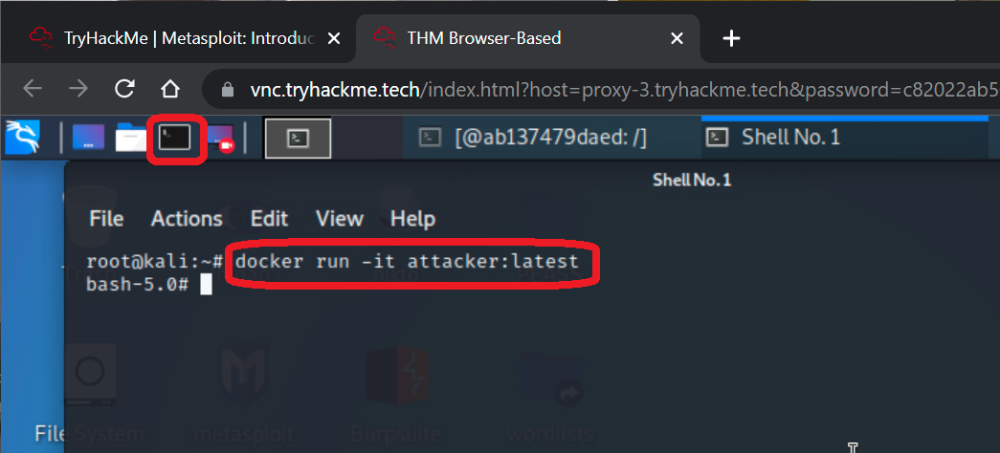 TryHackMe | Metasploit: Introduc
THM Browser-Based
vnc.tryhackme.tech/index.html?host=proxy-3.tryhackme.tech&password=c82022ab5
[@ab137479daed: /]
Shell No. 1
Shell No. 1
File Actions Edit View Help
root@kali:~# docker run -it attacker:latest
bash-5.0#
File System
metasploit
Burpsuite
wordlists